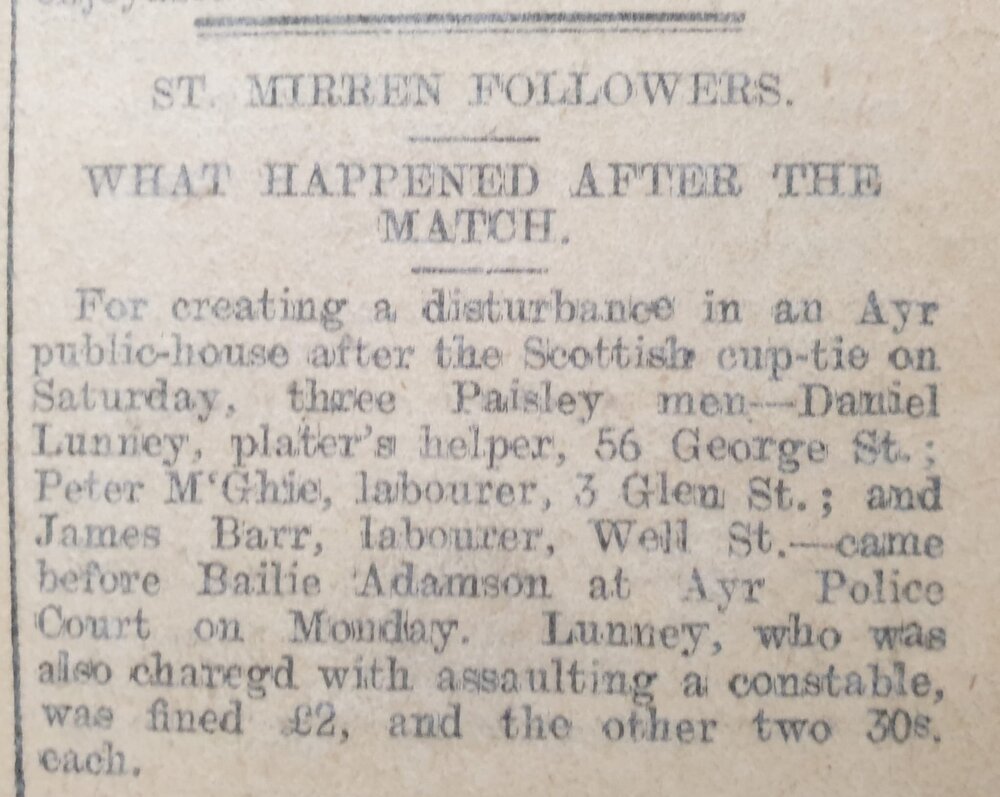 ST. MIRREN FOLLOWERS.
WHAT HAPPENED AFTER THE
MATCH.
For creating a disturbance in an Ayr
public-house after the Scottish cup-tie on
Saturday, three Paisley men—Daniel
Lunney, plater's helper, 56 George St.;
Peter M'Ghie, labourer, 3 Glen St.; and
James Barr, labourer, Well St.—came
before Bailie Adamson at Ayr Police
Court on Monday. Lunney, who was
also charegd with assaulting a constable,
was fined £2, and the other two 30s.
each.